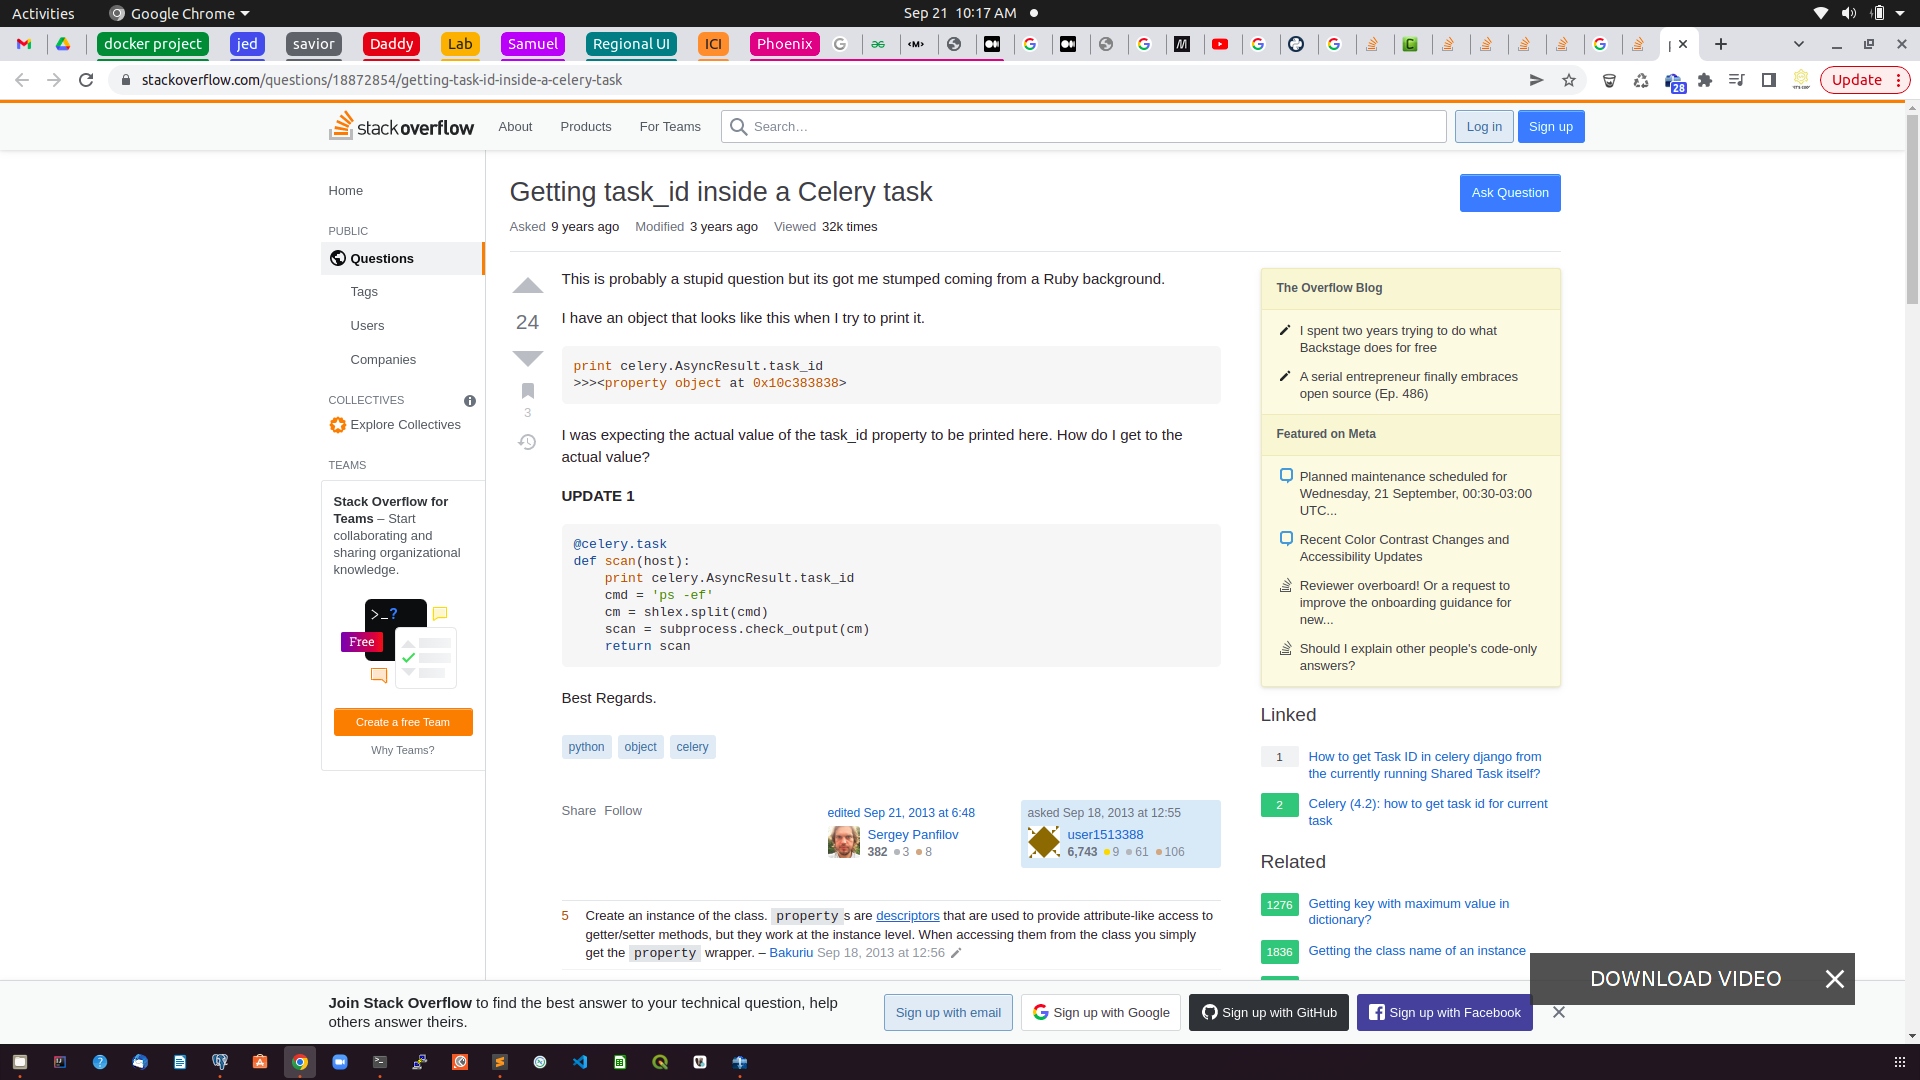 Activities
Google Chrome
Sep 21 10:17 AM
docker project
jed
savior
Daddy
Lab
Samuel
Regional UI
ICI
Phoenix
stackoverflow.com/questions/18872854/getting-task-id-inside-a-celery-task
28
Update
stackoverflow
About
Products
For Teams
Search…
Log in
Sign up
Home
PUBLIC
Questions
Tags
Users
Companies
COLLECTIVES
Explore Collectives
TEAMS
Stack Overflow for
Teams – Start
collaborating and
sharing organizational
knowledge.
>_?
Free
Create a free Team
Why Teams?
Getting task_id inside a Celery task
Ask Question
Asked 9 years ago Modified 3 years ago Viewed 32k times
24
3
This is probably a stupid question but its got me stumped coming from a Ruby background.
I have an object that looks like this when I try to print it.
print celery.AsyncResult.task_id
>>><property object at 0x10c383838>
I was expecting the actual value of the task_id property to be printed here. How do I get to the
actual value?
UPDATE 1
@celery.task
def scan(host):
    print celery.AsyncResult.task_id
    cmd = 'ps -ef'
    cm = shlex.split(cmd)
    scan = subprocess.check_output(cm)
    return scan
Best Regards.
python object celery
Share Follow
edited Sep 21, 2013 at 6:48
Sergey Panfilov
382 3 8
asked Sep 18, 2013 at 12:55
user1513388
6,743 9 61 106
5 Create an instance of the class. propertys are descriptors that are used to provide attribute-like access to
getter/setter methods, but they work at the instance level. When accessing them from the class you simply
get the property wrapper. – Bakuriu Sep 18, 2013 at 12:56
The Overflow Blog
I spent two years trying to do what
Backstage does for free
A serial entrepreneur finally embraces
open source (Ep. 486)
Featured on Meta
Planned maintenance scheduled for
Wednesday, 21 September, 00:30-03:00
UTC...
Recent Color Contrast Changes and
Accessibility Updates
Reviewer overboard! Or a request to
improve the onboarding guidance for
new...
Should I explain other people's code-only
answers?
Linked
1 How to get Task ID in celery django from
the currently running Shared Task itself?
2 Celery (4.2): how to get task id for current
task
Related
1276 Getting key with maximum value in
dictionary?
1836 Getting the class name of an instance
DOWNLOAD VIDEO
Join Stack Overflow to find the best answer to your technical question, help
others answer theirs.
Sign up with email
Sign up with Google
Sign up with GitHub
Sign up with Facebook